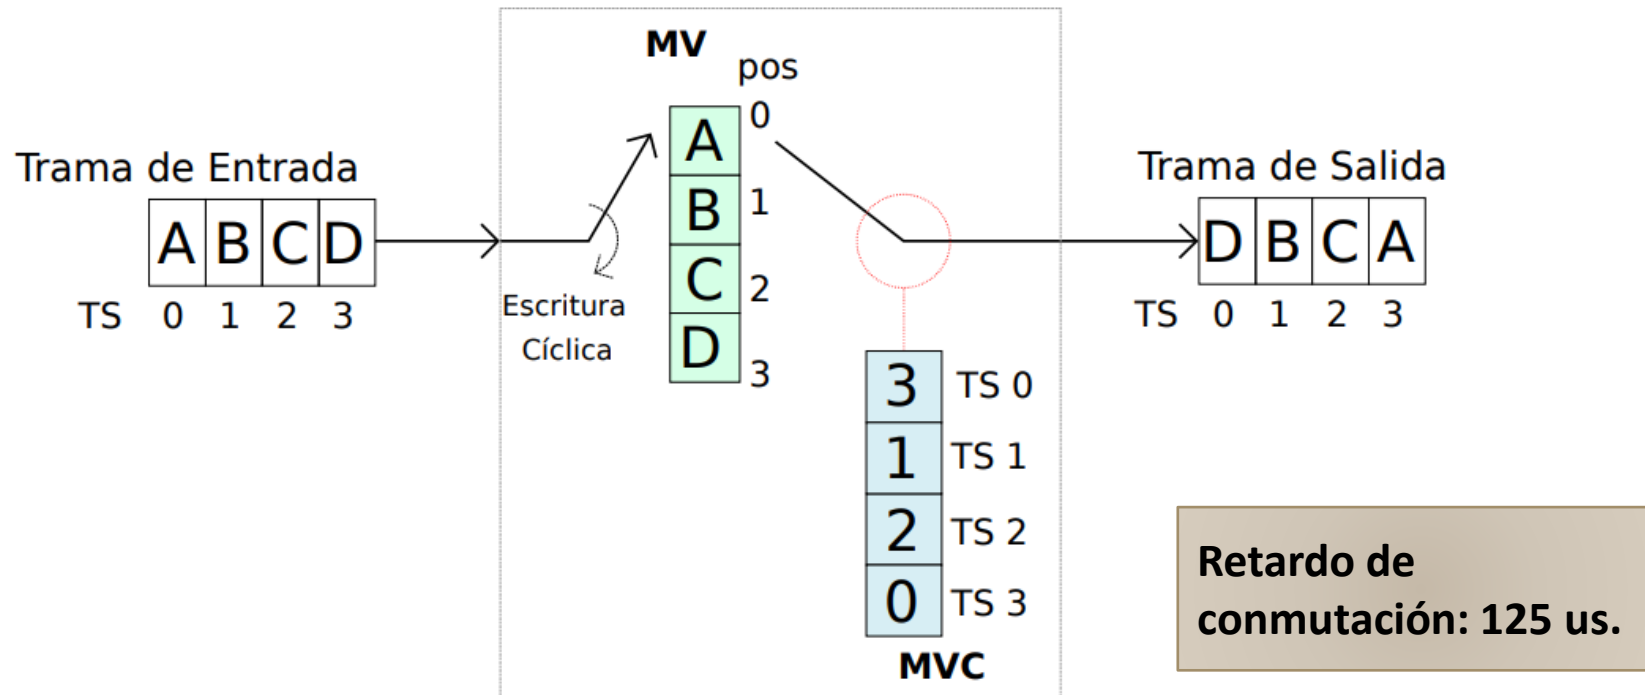 MV
pos
0
A
1
B
C
2
D
3
Trama de Entrada
A B C D
TS 0 1 2 3
Escritura
Cíclica
3 TS 0
1 TS 1
2 TS 2
0 TS 3
MVC
Trama de Salida
D B C A
TS 0 1 2 3
Retardo de
conmutación: 125 us.